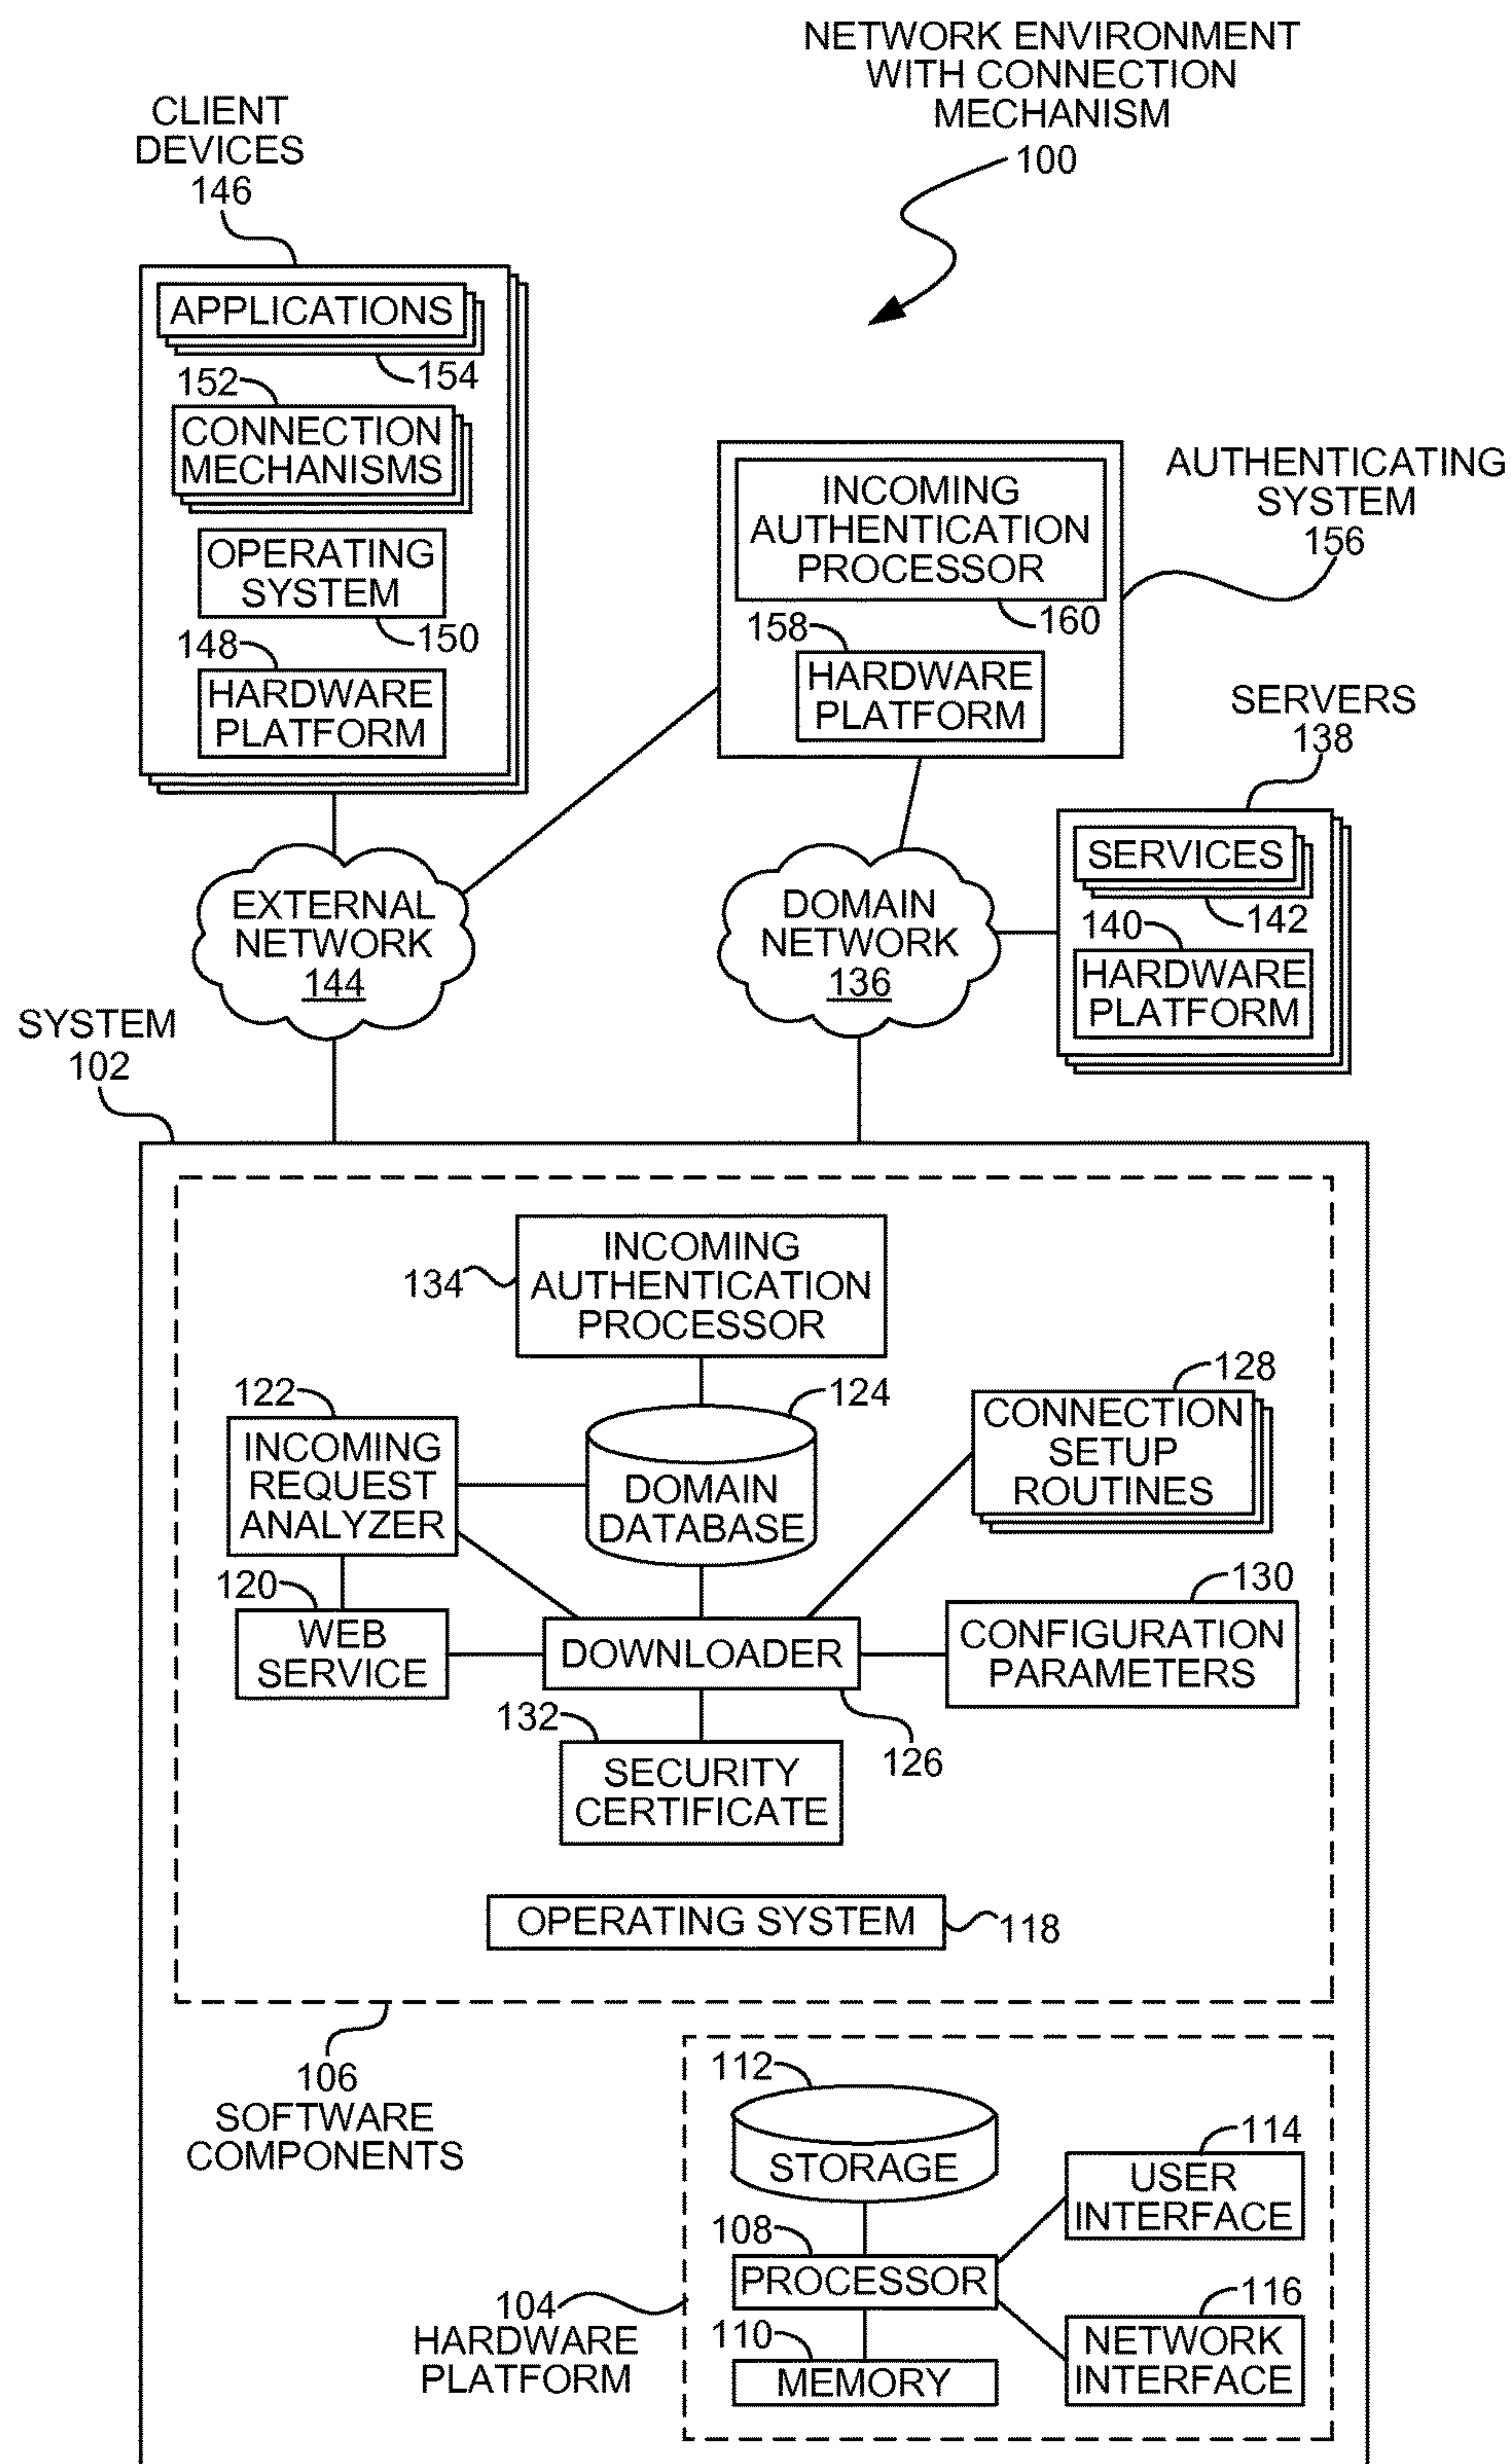 NETWORK ENVIRONMENT
WITH CONNECTION
MECHANISM
100
CLIENT
DEVICES
146
APPLICATIONS
154
152
CONNECTION
MECHANISMS
OPERATING
SYSTEM
150
148
HARDWARE
PLATFORM
INCOMING
AUTHENTICATION
PROCESSOR
160
158
HARDWARE
PLATFORM
AUTHENTICATING
SYSTEM
156
SERVERS
138
SERVICES
142
140
HARDWARE
PLATFORM
EXTERNAL
NETWORK
144
DOMAIN
NETWORK
136
SYSTEM
102
INCOMING
AUTHENTICATION
PROCESSOR
134
122
INCOMING
REQUEST
ANALYZER
124
DOMAIN
DATABASE
128
CONNECTION
SETUP
ROUTINES
120
WEB
SERVICE
DOWNLOADER
126
130
CONFIGURATION
PARAMETERS
132
SECURITY
CERTIFICATE
OPERATING SYSTEM
118
106
SOFTWARE
COMPONENTS
112
STORAGE
114
USER
INTERFACE
108
PROCESSOR
104
HARDWARE
PLATFORM
116
NETWORK
INTERFACE
110
MEMORY